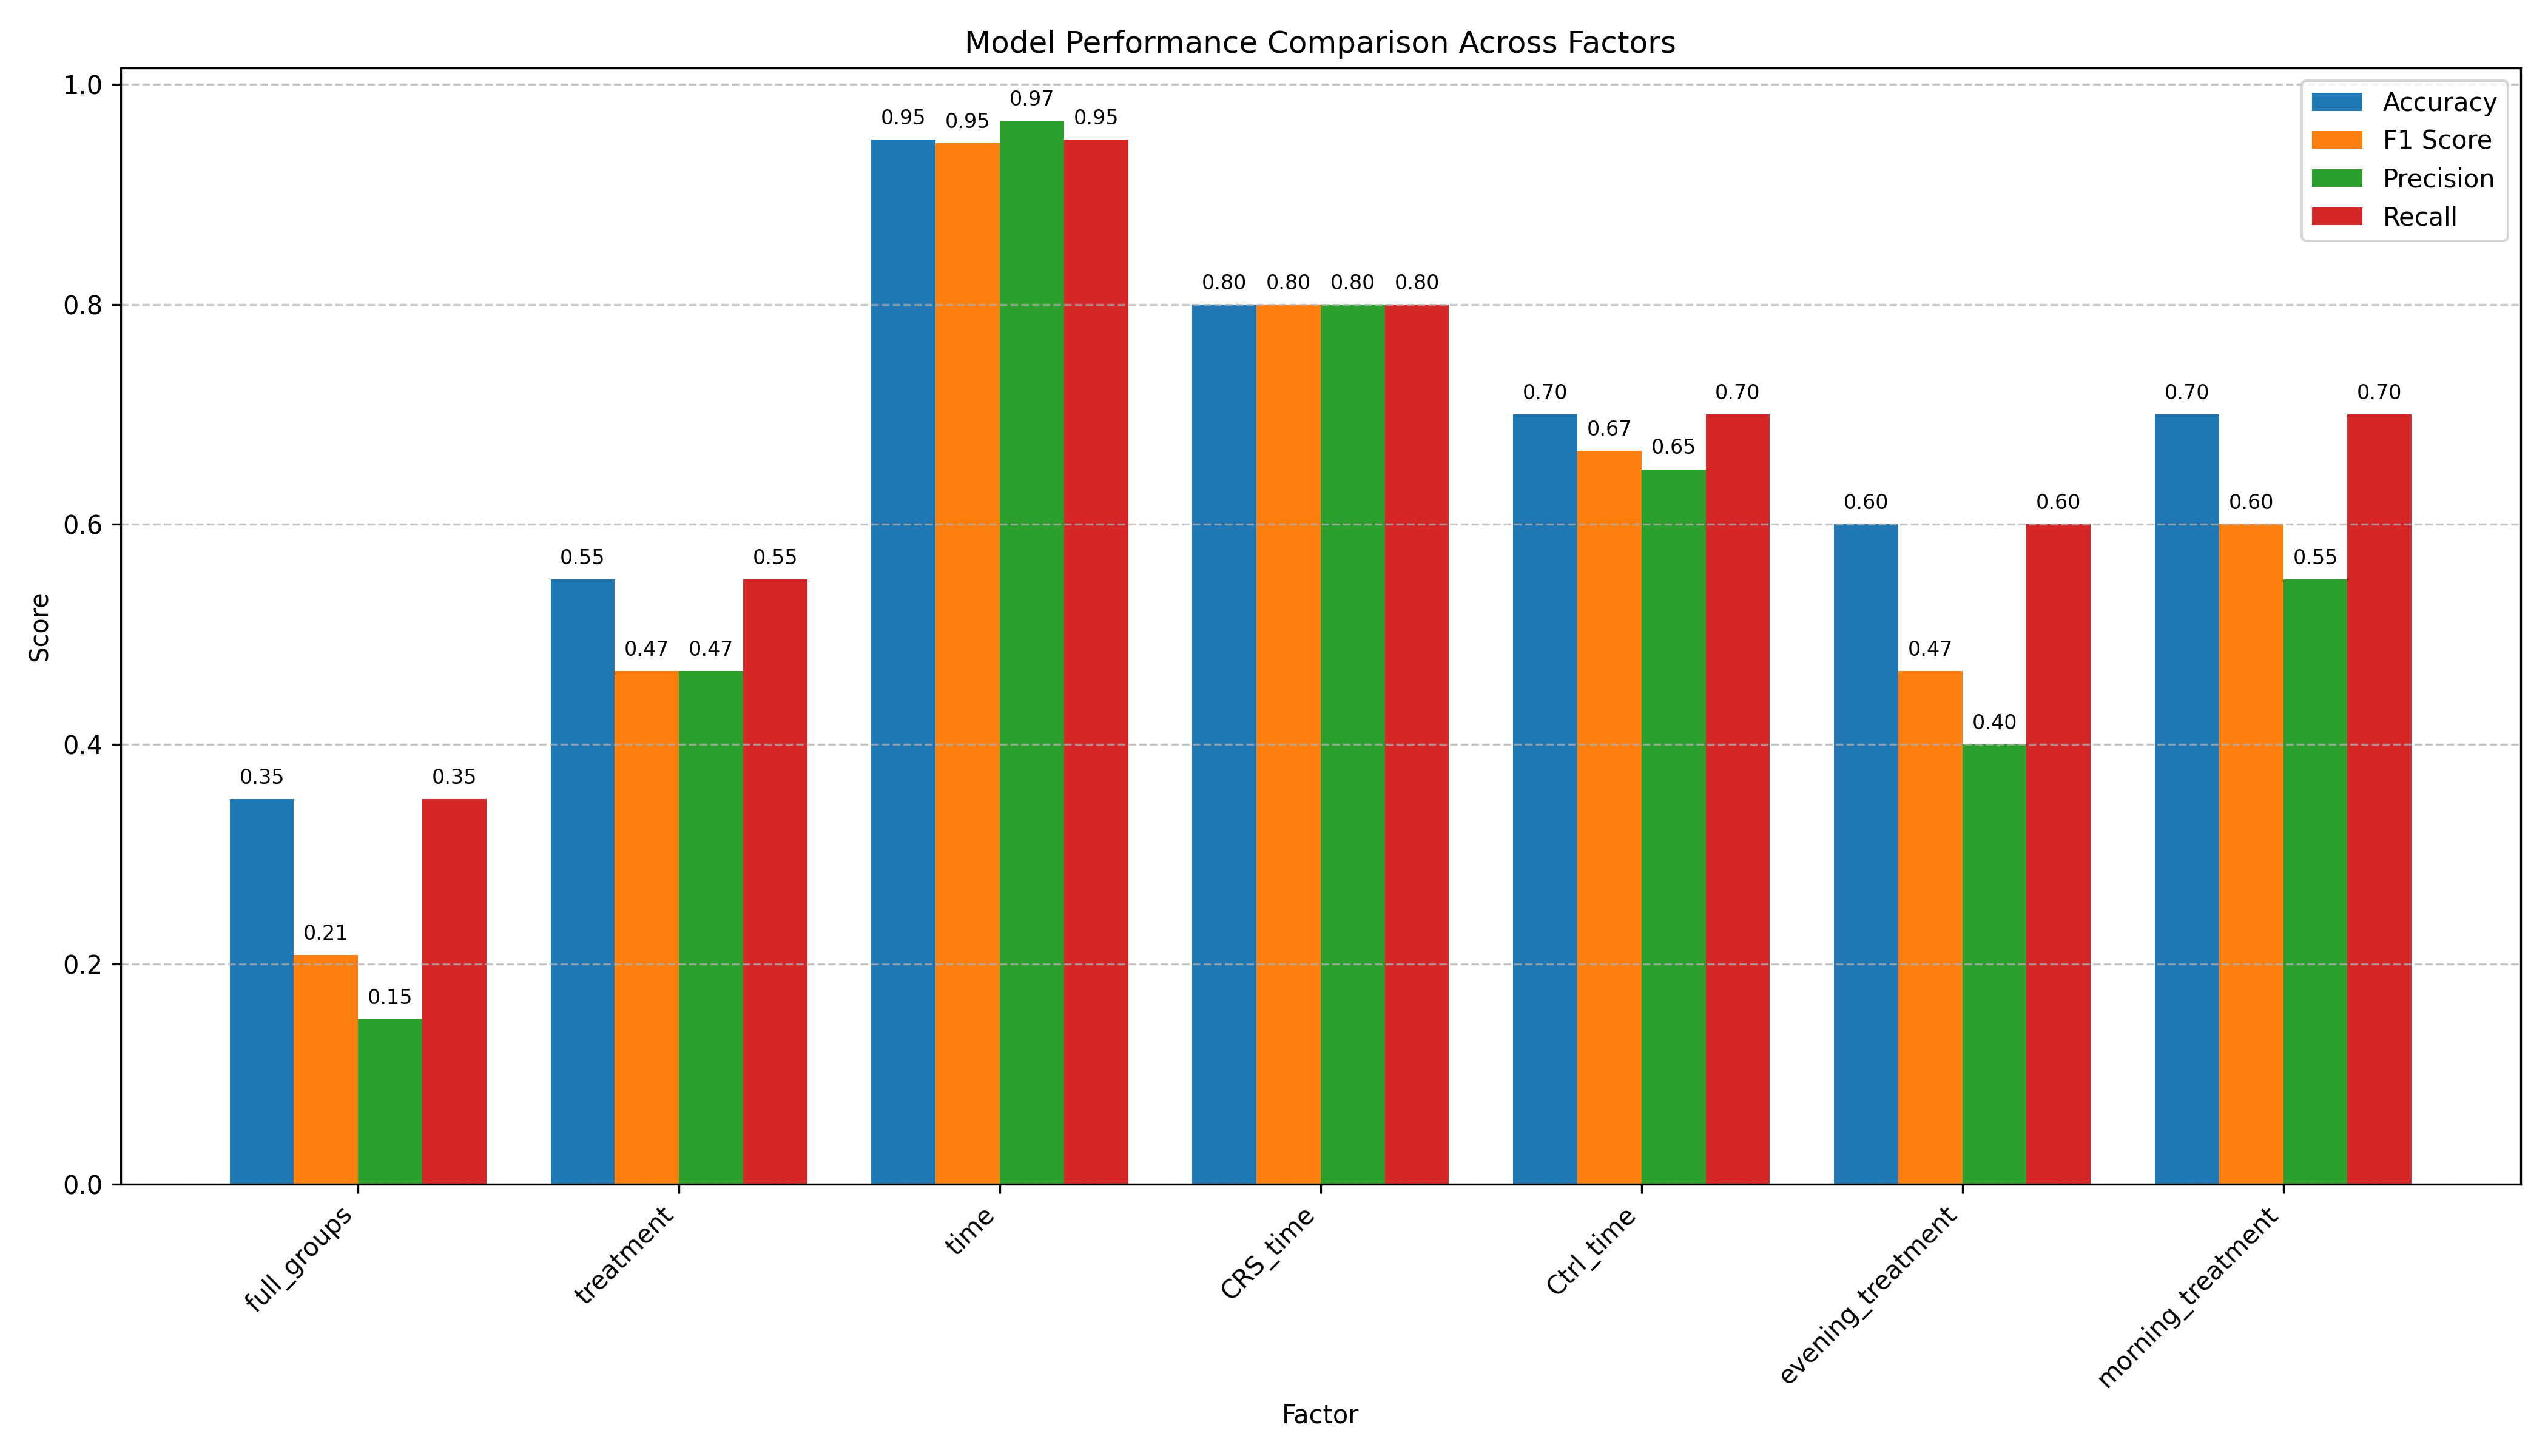 Model Performance Comparison Across Factors
1.0
0.8
0.6
0.4
0.2
0.0
Score
0.35
0.21
0.15
0.35
0.55
0.47
0.47
0.55
0.95
0.95
0.97
0.95
0.80
0.80
0.80
0.80
0.70
0.67
0.65
0.70
0.60
0.47
0.40
0.60
0.70
0.60
0.55
0.70
Accuracy
F1 Score
Precision
Recall
full_groups
treatment
time
CRS_time
Ctrl_time
evening_treatment
morning_treatment
Factor